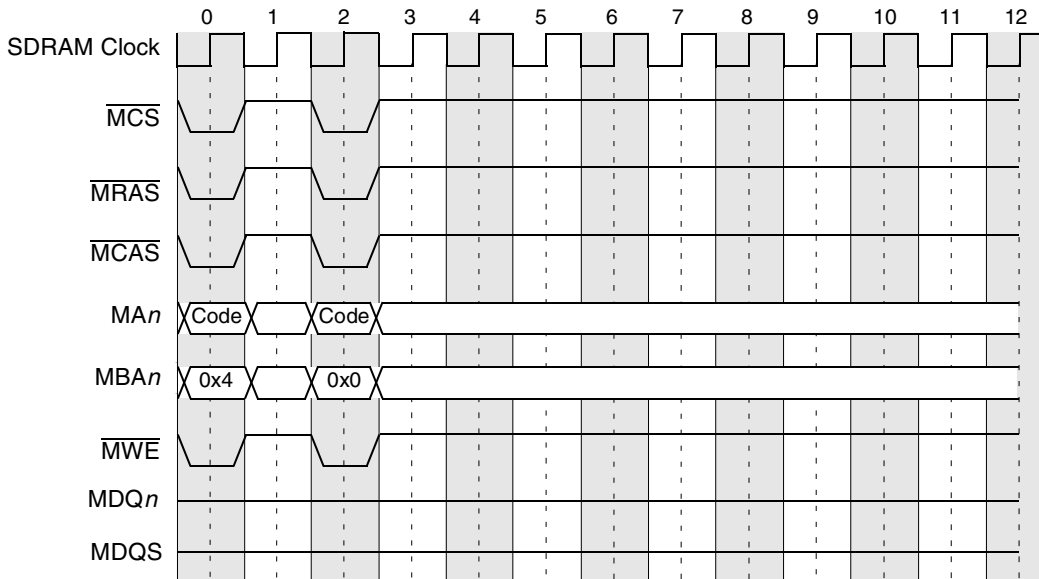 0 1 2 3 4 5 6 7 8 9 10 11 12
SDRAM Clock
MCS
MRAS
MCAS
MAn Code Code
MBAn 0x4 0x0
MWE
MDQn
MDQS